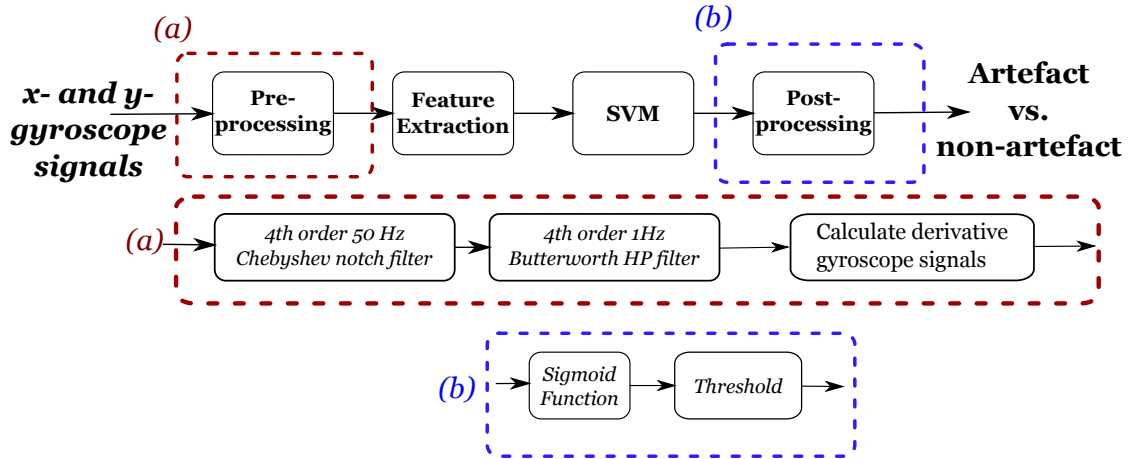 (a)
(b)
x- and y-
gyroscope
signals
Pre-
processing
Feature
Extraction
SVM
Post-
processing
Artefact
vs.
non-artefact
(a)
4th order 50 Hz
Chebyshev notch filter
4th order 1Hz
Butterworth HP filter
Calculate derivative
gyroscope signals
(b)
Sigmoid
Function
Threshold